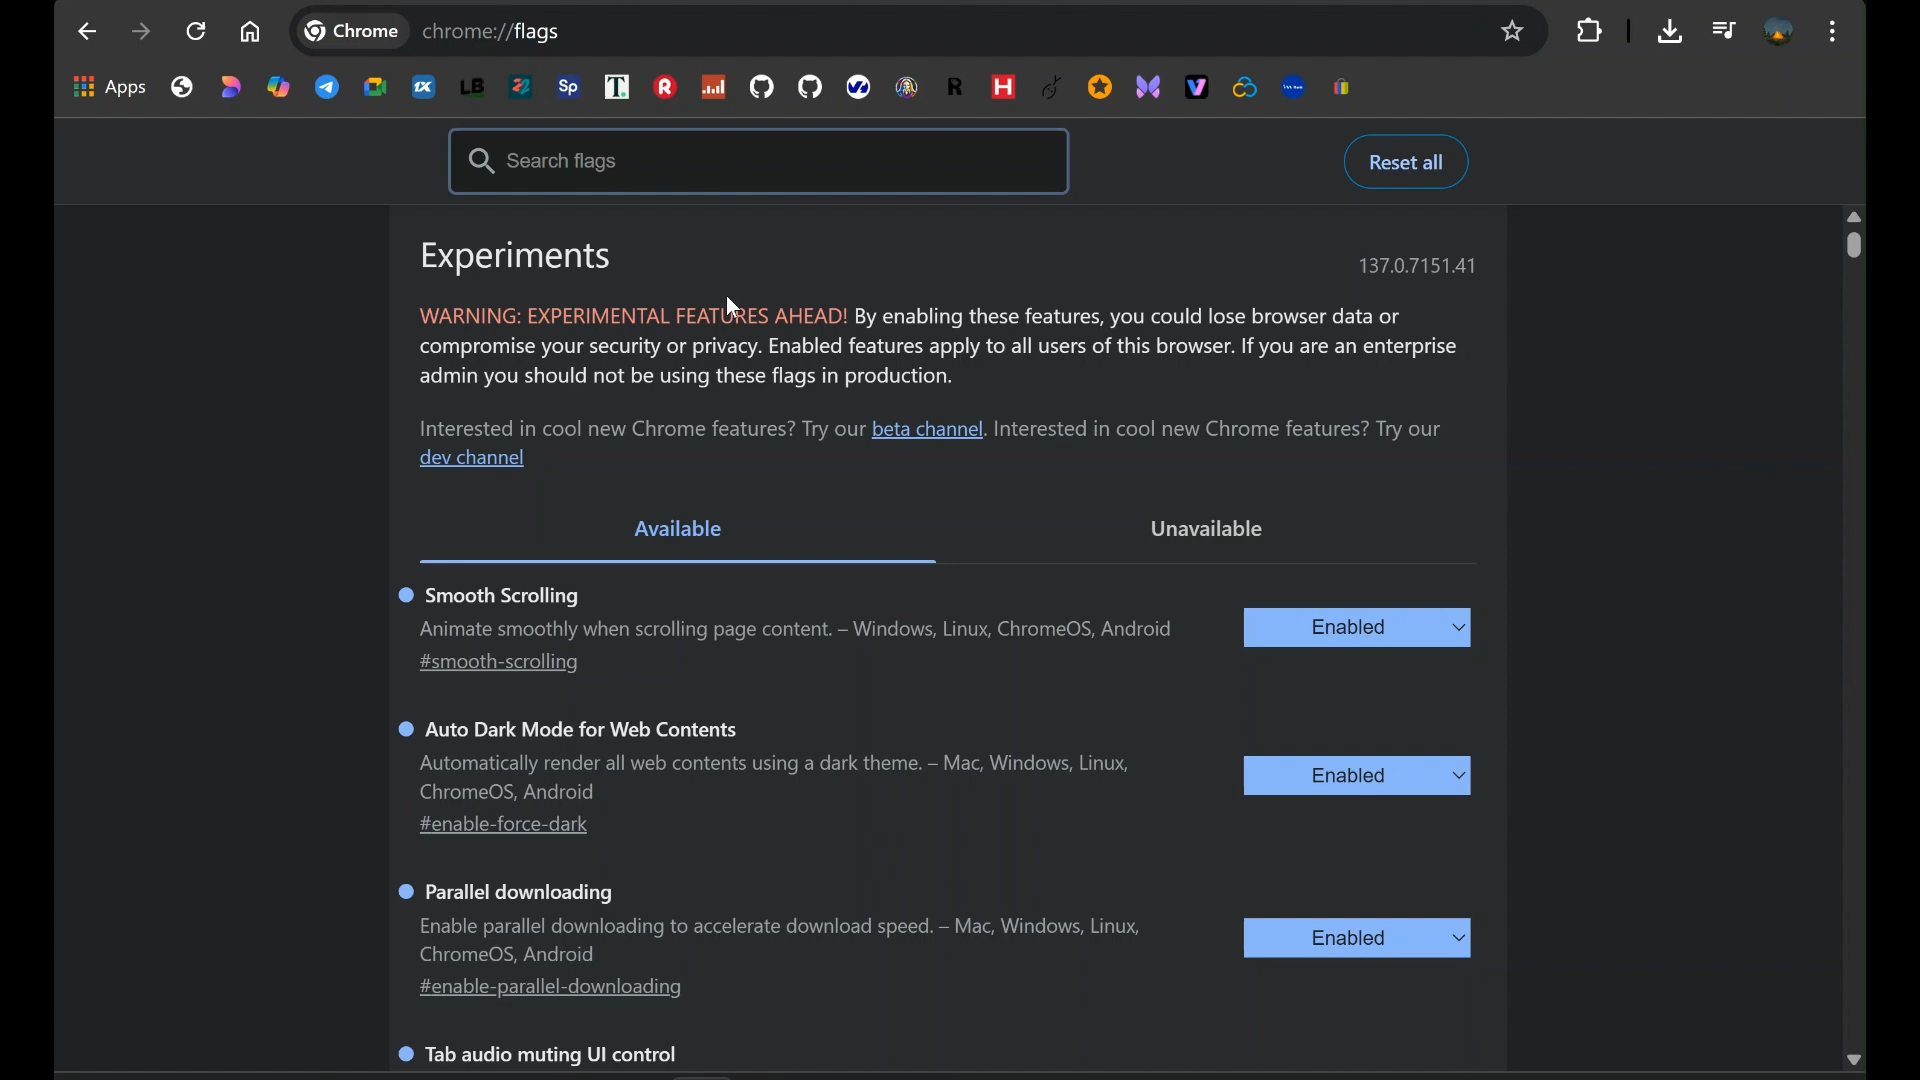 Chrome chrome://flags
Apps
LB
Sp
T.
R
R
H
Search flags
Reset all
Experiments
137.0.7151.41
WARNING: EXPERIMENTAL FEATURES AHEAD! By enabling these features, you could lose browser data or
compromise your security or privacy. Enabled features apply to all users of this browser. If you are an enterprise
admin you should not be using these flags in production.
Interested in cool new Chrome features? Try our beta channel. Interested in cool new Chrome features? Try our
dev channel
Available
Unavailable
Smooth Scrolling
Animate smoothly when scrolling page content. – Windows, Linux, ChromeOS, Android
#smooth-scrolling
Enabled
Auto Dark Mode for Web Contents
Automatically render all web contents using a dark theme. – Mac, Windows, Linux,
ChromeOS, Android
#enable-force-dark
Enabled
Parallel downloading
Enable parallel downloading to accelerate download speed. – Mac, Windows, Linux,
ChromeOS, Android
#enable-parallel-downloading
Enabled
Tab audio muting UI control